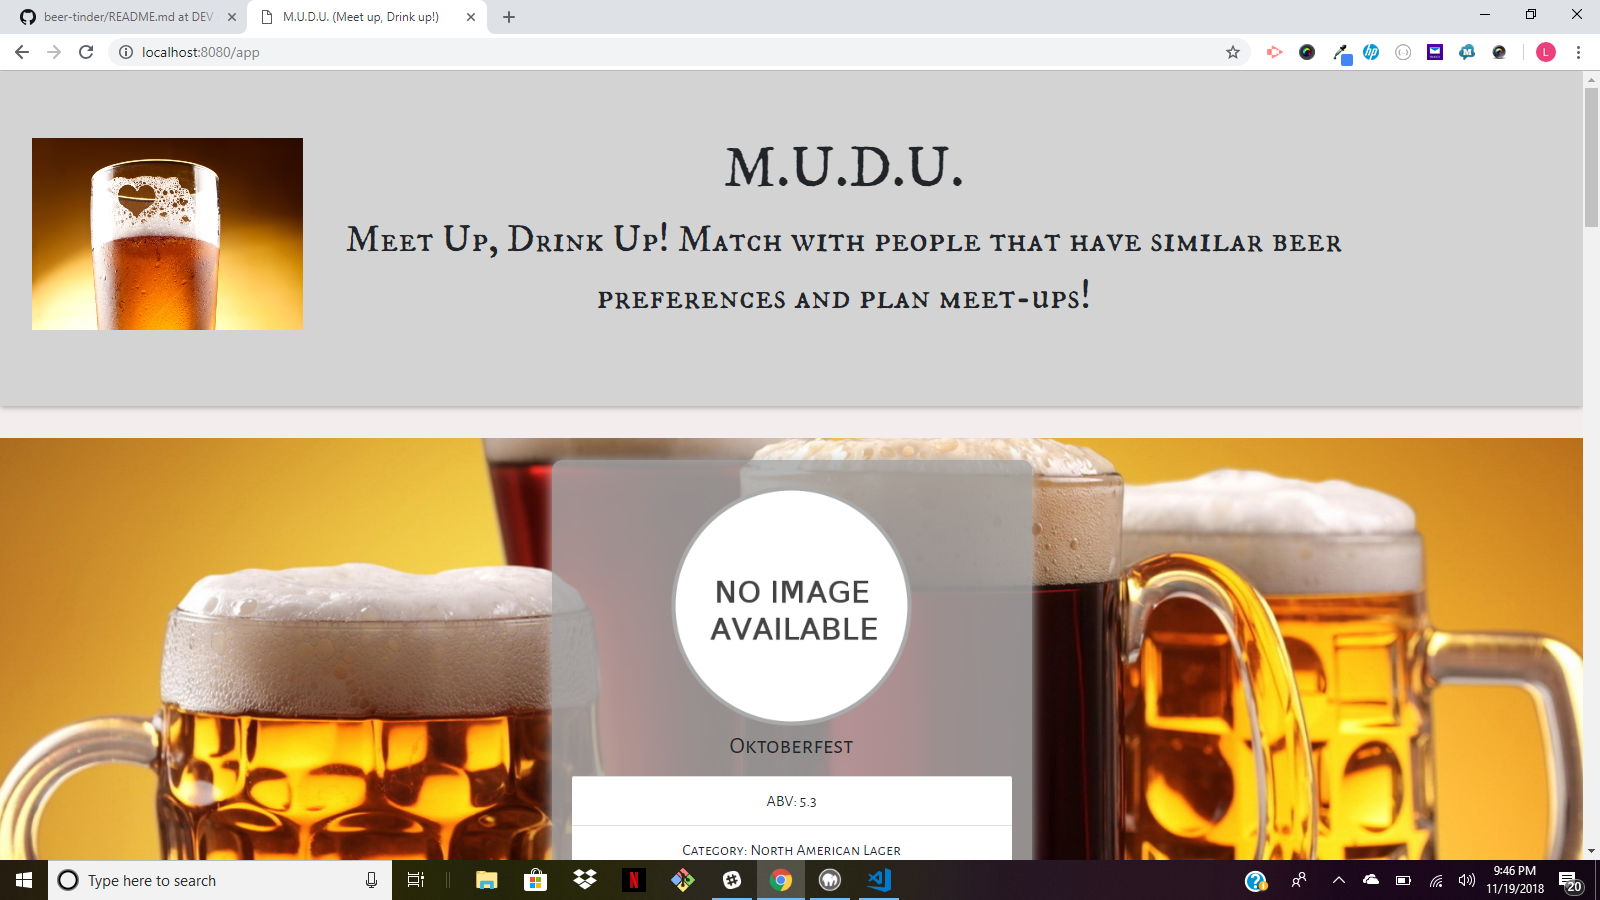 beer-tinder/README.md at DEV
M.U.D.U. (Meet up, Drink up!)
localhost:8080/app
M.U.D.U.
Meet Up, Drink Up! Match with people that have similar beer
preferences and plan meet-ups!
NO IMAGE
AVAILABLE
Oktoberfest
ABV: 5.3
Category: North American Lager
Type here to search
9:46 PM
11/19/2018
20